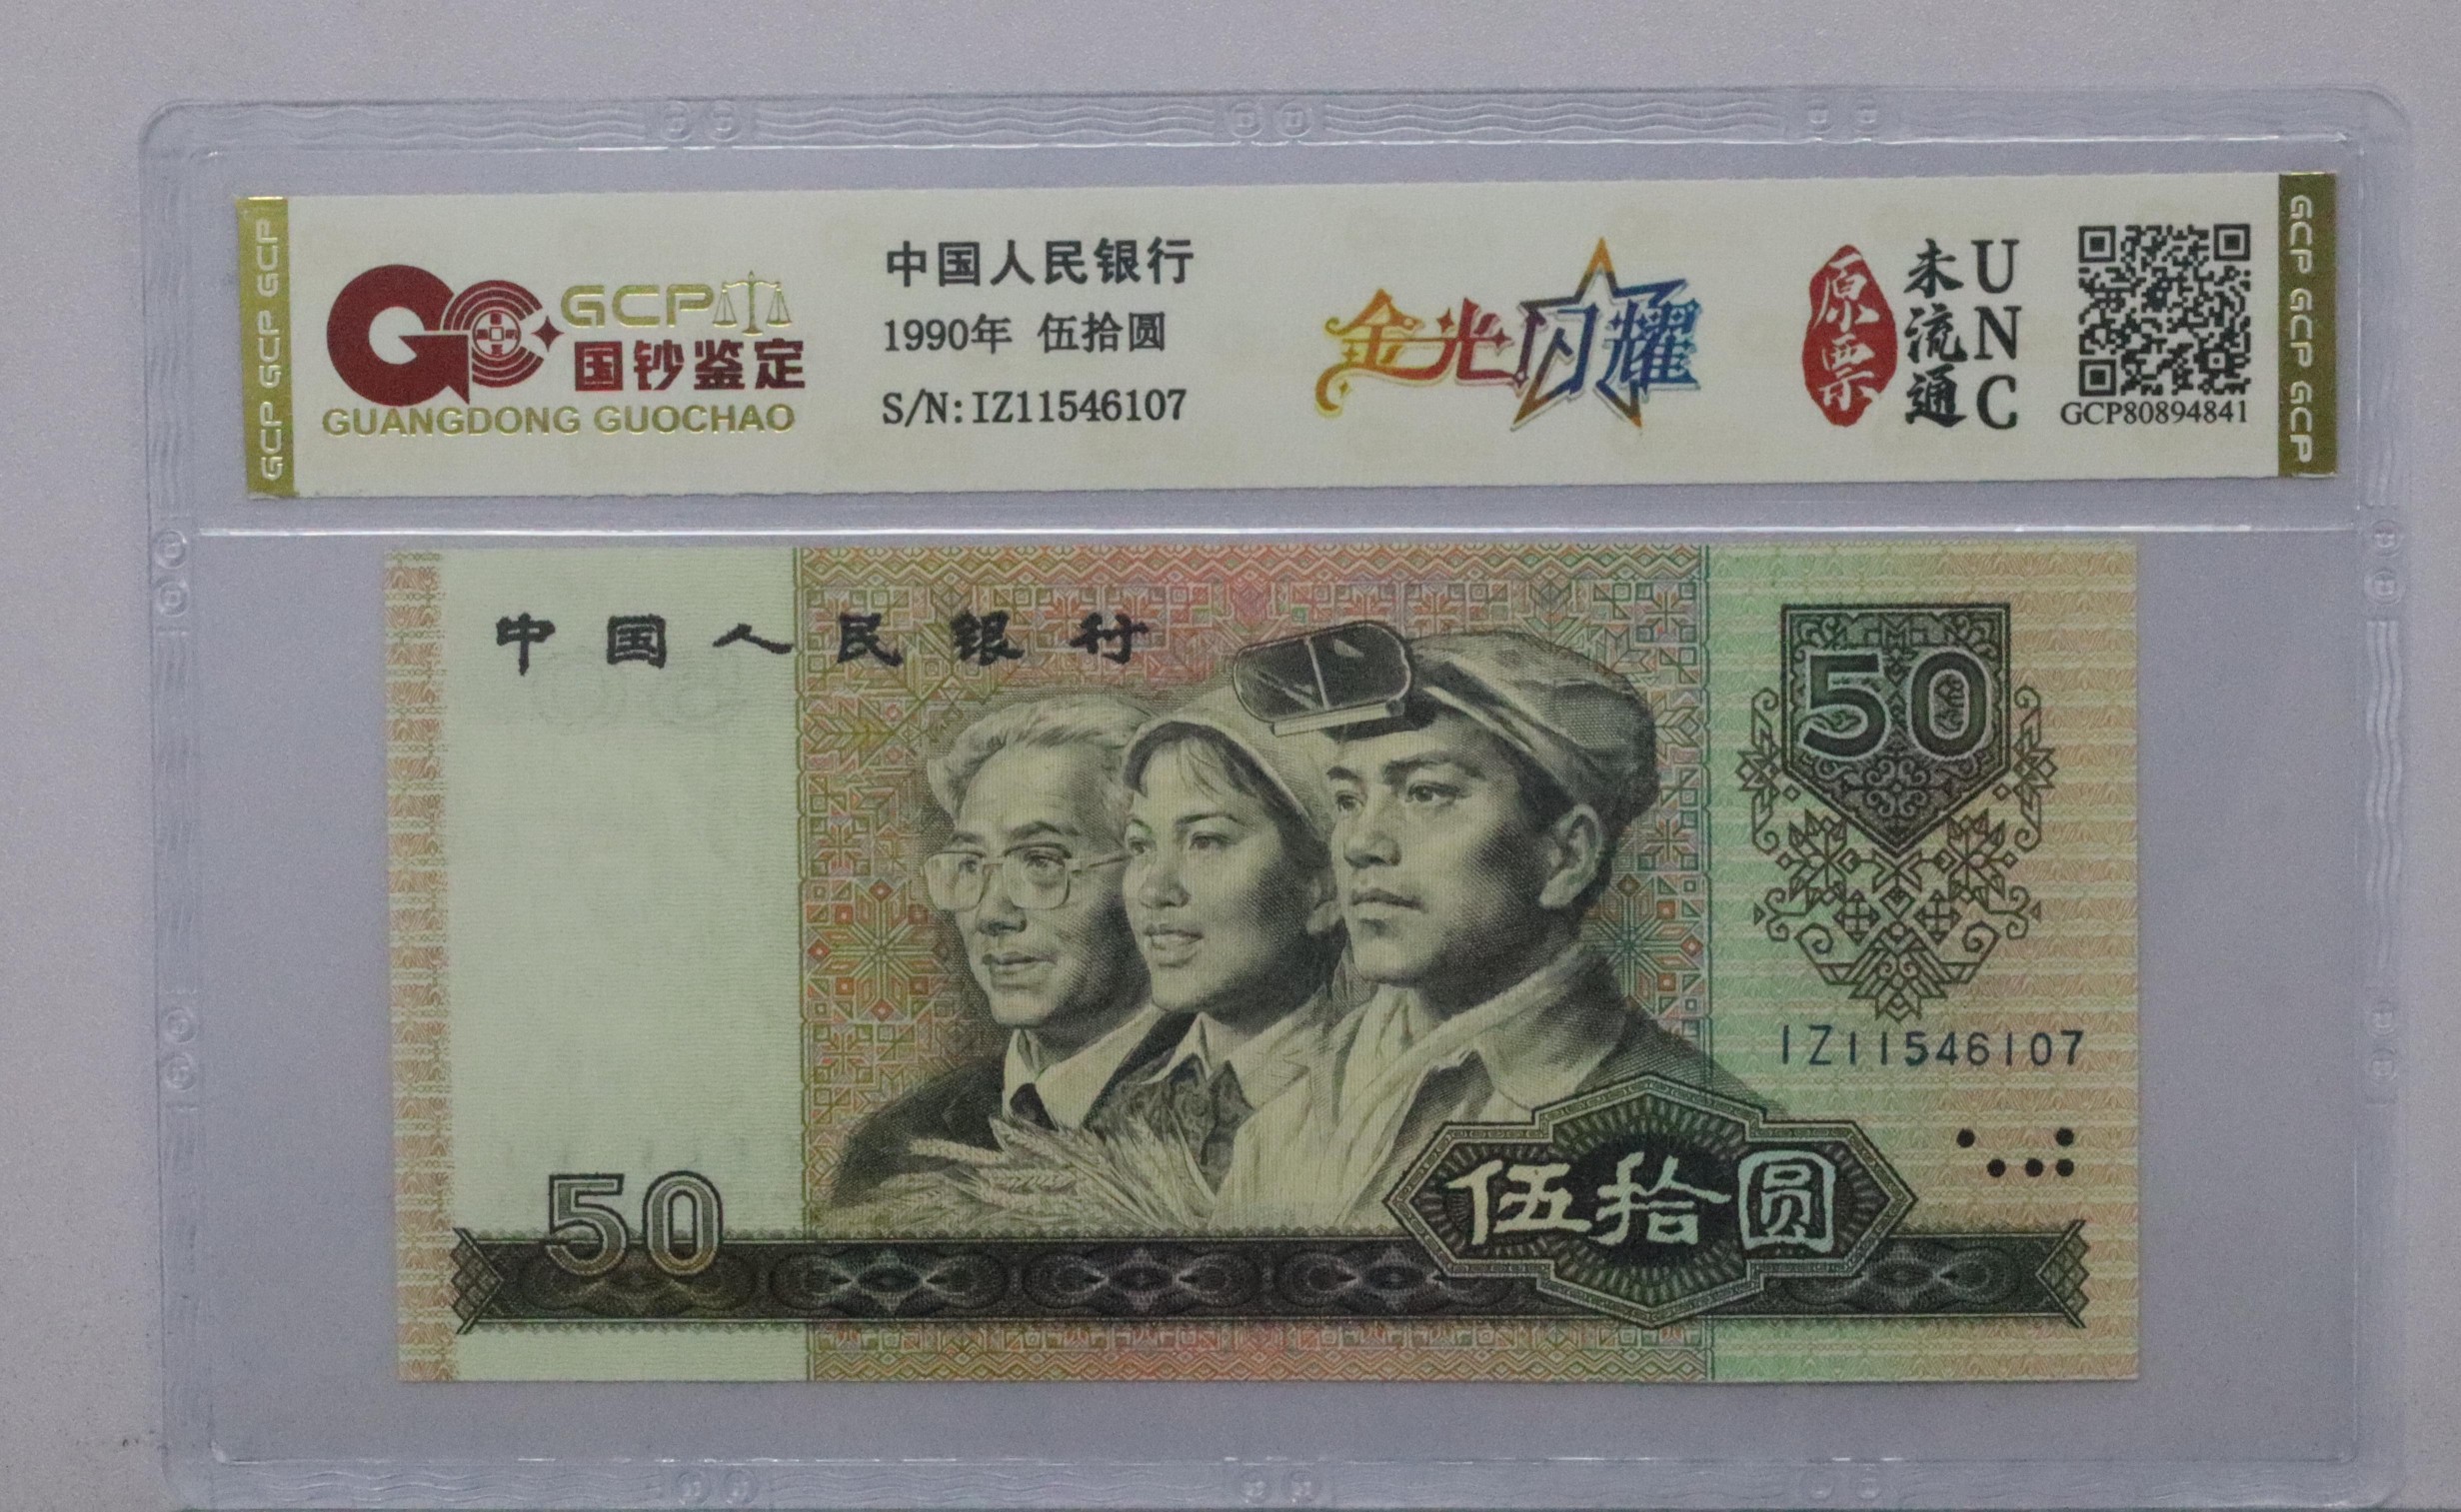 GCP GCP GCP
GCP
国钞鉴定
GUANGDONG GUOCHAO
中国人民银行
1990年 伍拾圆
S/N:IZ11546107
金光闪耀
原票
未流通
UNC
GCP80894841
GCP GCP GCP
中国人民银行
50
IZ11546107
50
伍拾圆